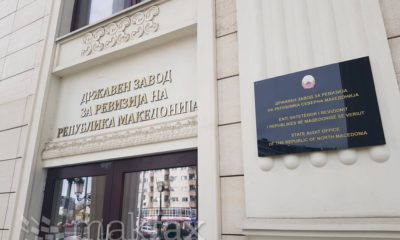 ДРЖАВЕН ЗАВОД
ЗА РЕВИЗИЈА НА
РЕПУБЛИКА МАКЕДОНИЈА
ДРЖАВЕН ЗАВОД ЗА РЕВИЗИЈА
НА РЕПУБЛИКА СЕВЕРНА МАКЕДОНИЈА
ENTI SHTETËROR I REVIZIONIT
I REPUBLIKËS SË MAQEDONISË SË VERIUT
STATE AUDIT OFFICE
OF THE REPUBLIC OF NORTH MACEDONIA
makfax